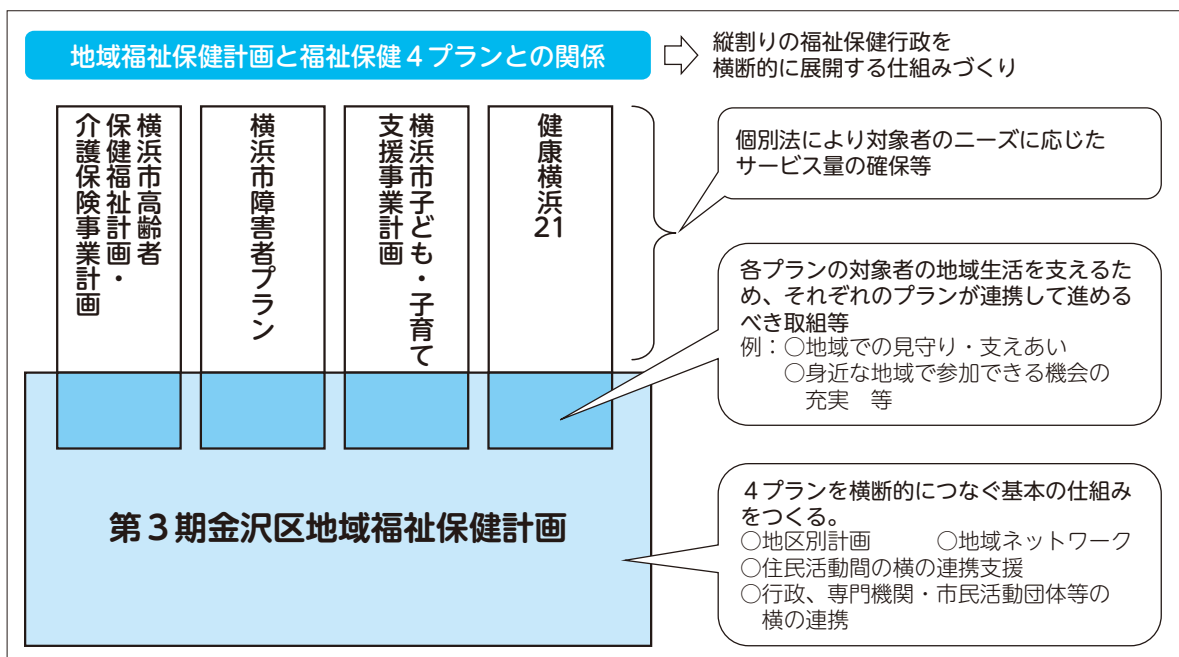 地域福祉保健計画と福祉保健４プランとの関係
縦割りの福祉保健行政を
横断的に展開する仕組みづくり
横浜市高齢者
保健福祉計画・
介護保険事業計画
横浜市障害者プラン
横浜市子ども・子育て
支援事業計画
健康横浜21
個別法により対象者のニーズに応じた
サービス量の確保等
各プランの対象者の地域生活を支えるた
め、それぞれのプランが連携して進める
べき取組等
例：○地域での見守り・支えあい
○身近な地域で参加できる機会の
充実　等
第３期金沢区地域福祉保健計画
４プランを横断的につなぐ基本の仕組み
をつくる。
○地区別計画　　　○地域ネットワーク
○住民活動間の横の連携支援
○行政、専門機関・市民活動団体等の
横の連携